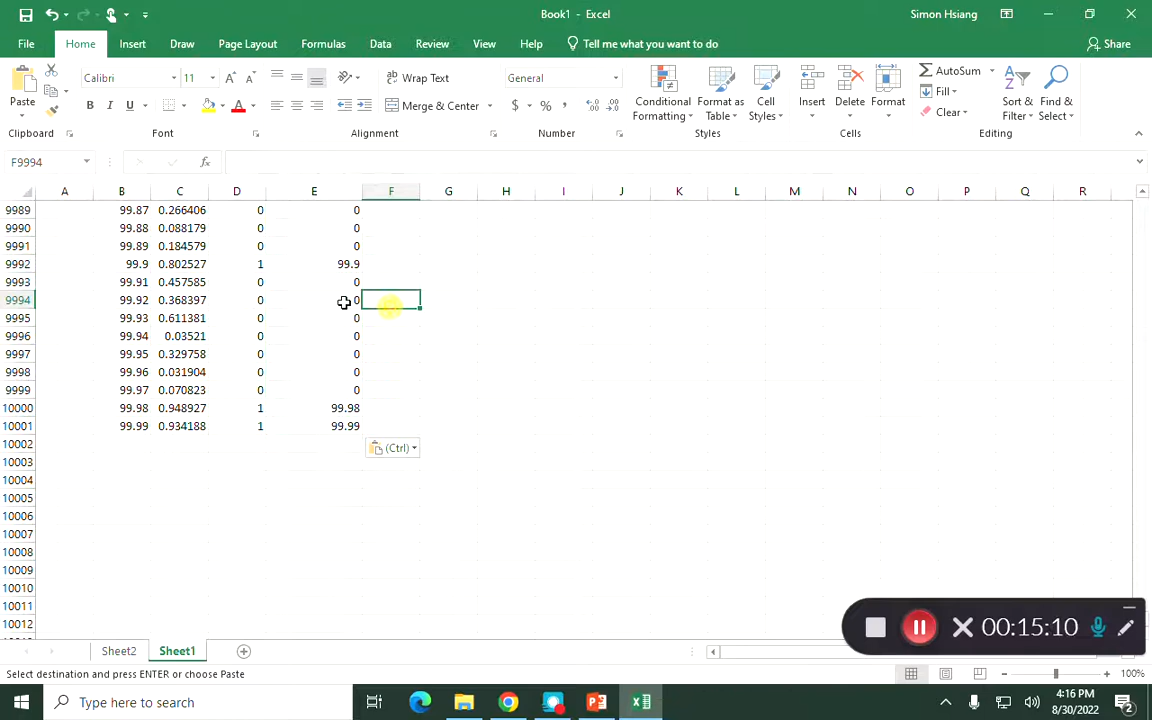 Book1 - Excel
Simon Hsiang
File Home Insert Draw Page Layout Formulas Data Review View Help Tell me what you want to do Share
Calibri 11 Wrap Text General AutoSum
Paste B I U Merge & Center $ % , Conditional Formatting Format as Table Cell Styles Insert Delete Format Fill Clear Sort & Filter Find & Select
Clipboard Font Alignment Number Styles Cells Editing
F9994 fx
A B C D E F G H I J K L M N O P Q R
9989 99.87 0.266406 0 0
9990 99.88 0.088179 0 0
9991 99.89 0.184579 0 0
9992 99.9 0.802527 1 99.9
9993 99.91 0.457585 0 0
9994 99.92 0.368397 0 0
9995 99.93 0.611381 0 0
9996 99.94 0.03521 0 0
9997 99.95 0.329758 0 0
9998 99.96 0.031904 0 0
9999 99.97 0.070823 0 0
10000 99.98 0.948927 1 99.98
10001 99.99 0.934188 1 99.99
10002 (Ctrl)
10003
10004
10005
10006
10007
10008
10009
10010
10011
10012
00:15:10
Sheet2 Sheet1
Select destination and press ENTER or choose Paste
100%
Type here to search
4:16 PM
8/30/2022
2